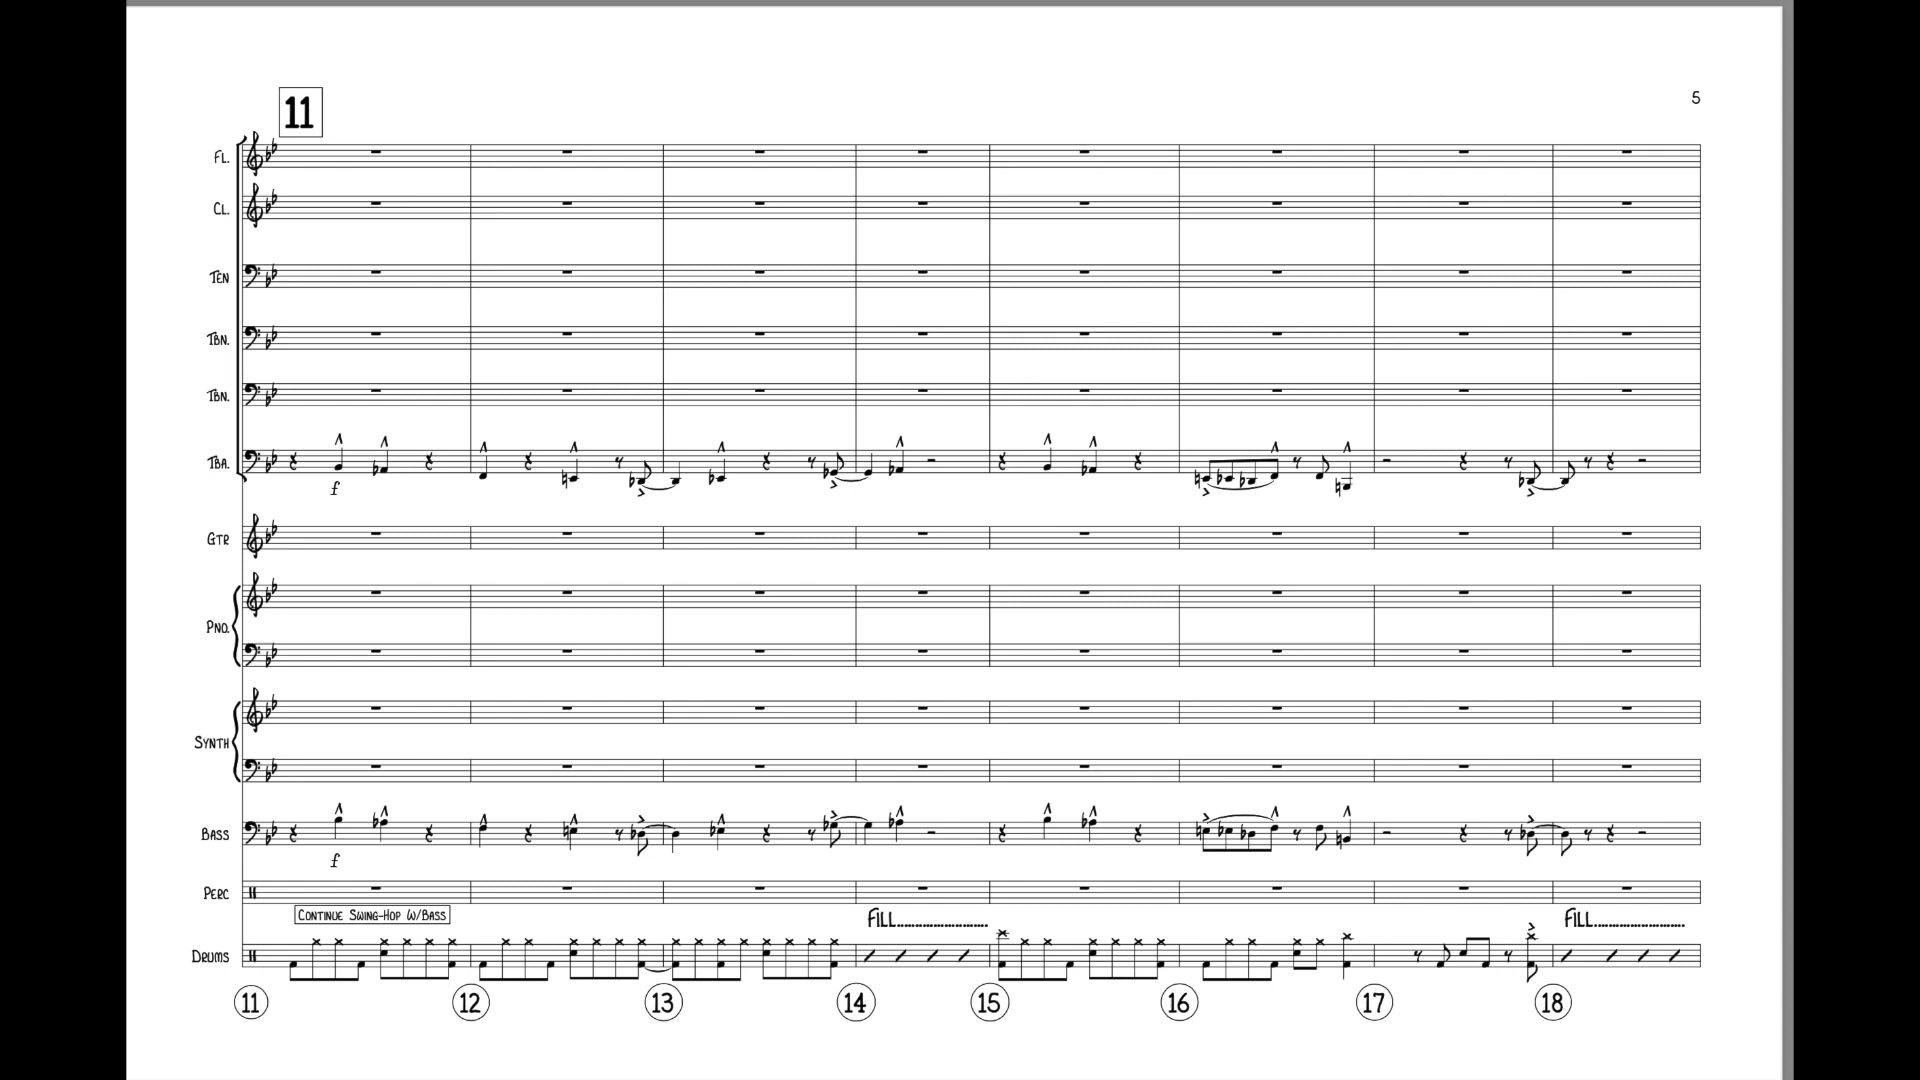 5
11
FL.
CL.
TEN
TBN.
TBN.
TBA.
f
GTR
PNO.
SYNTH
BASS
f
PERC
CONTINUE SWING-HOP W/BASS
FILL........................
FILL........................
DRUMS
11 12 13 14 15 16 17 18